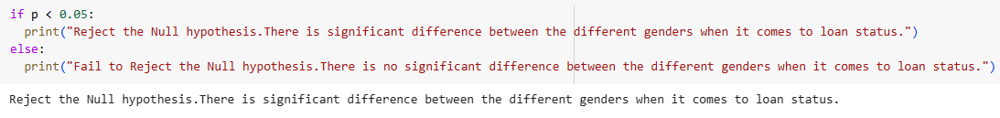 if p < 0.05:
  print("Reject the Null hypothesis.There is significant difference between the different genders when it comes to loan status.")
else:
  print("Fail to Reject the Null hypothesis.There is no significant difference between the different genders when it comes to loan status.")
Reject the Null hypothesis.There is significant difference between the different genders when it comes to loan status.